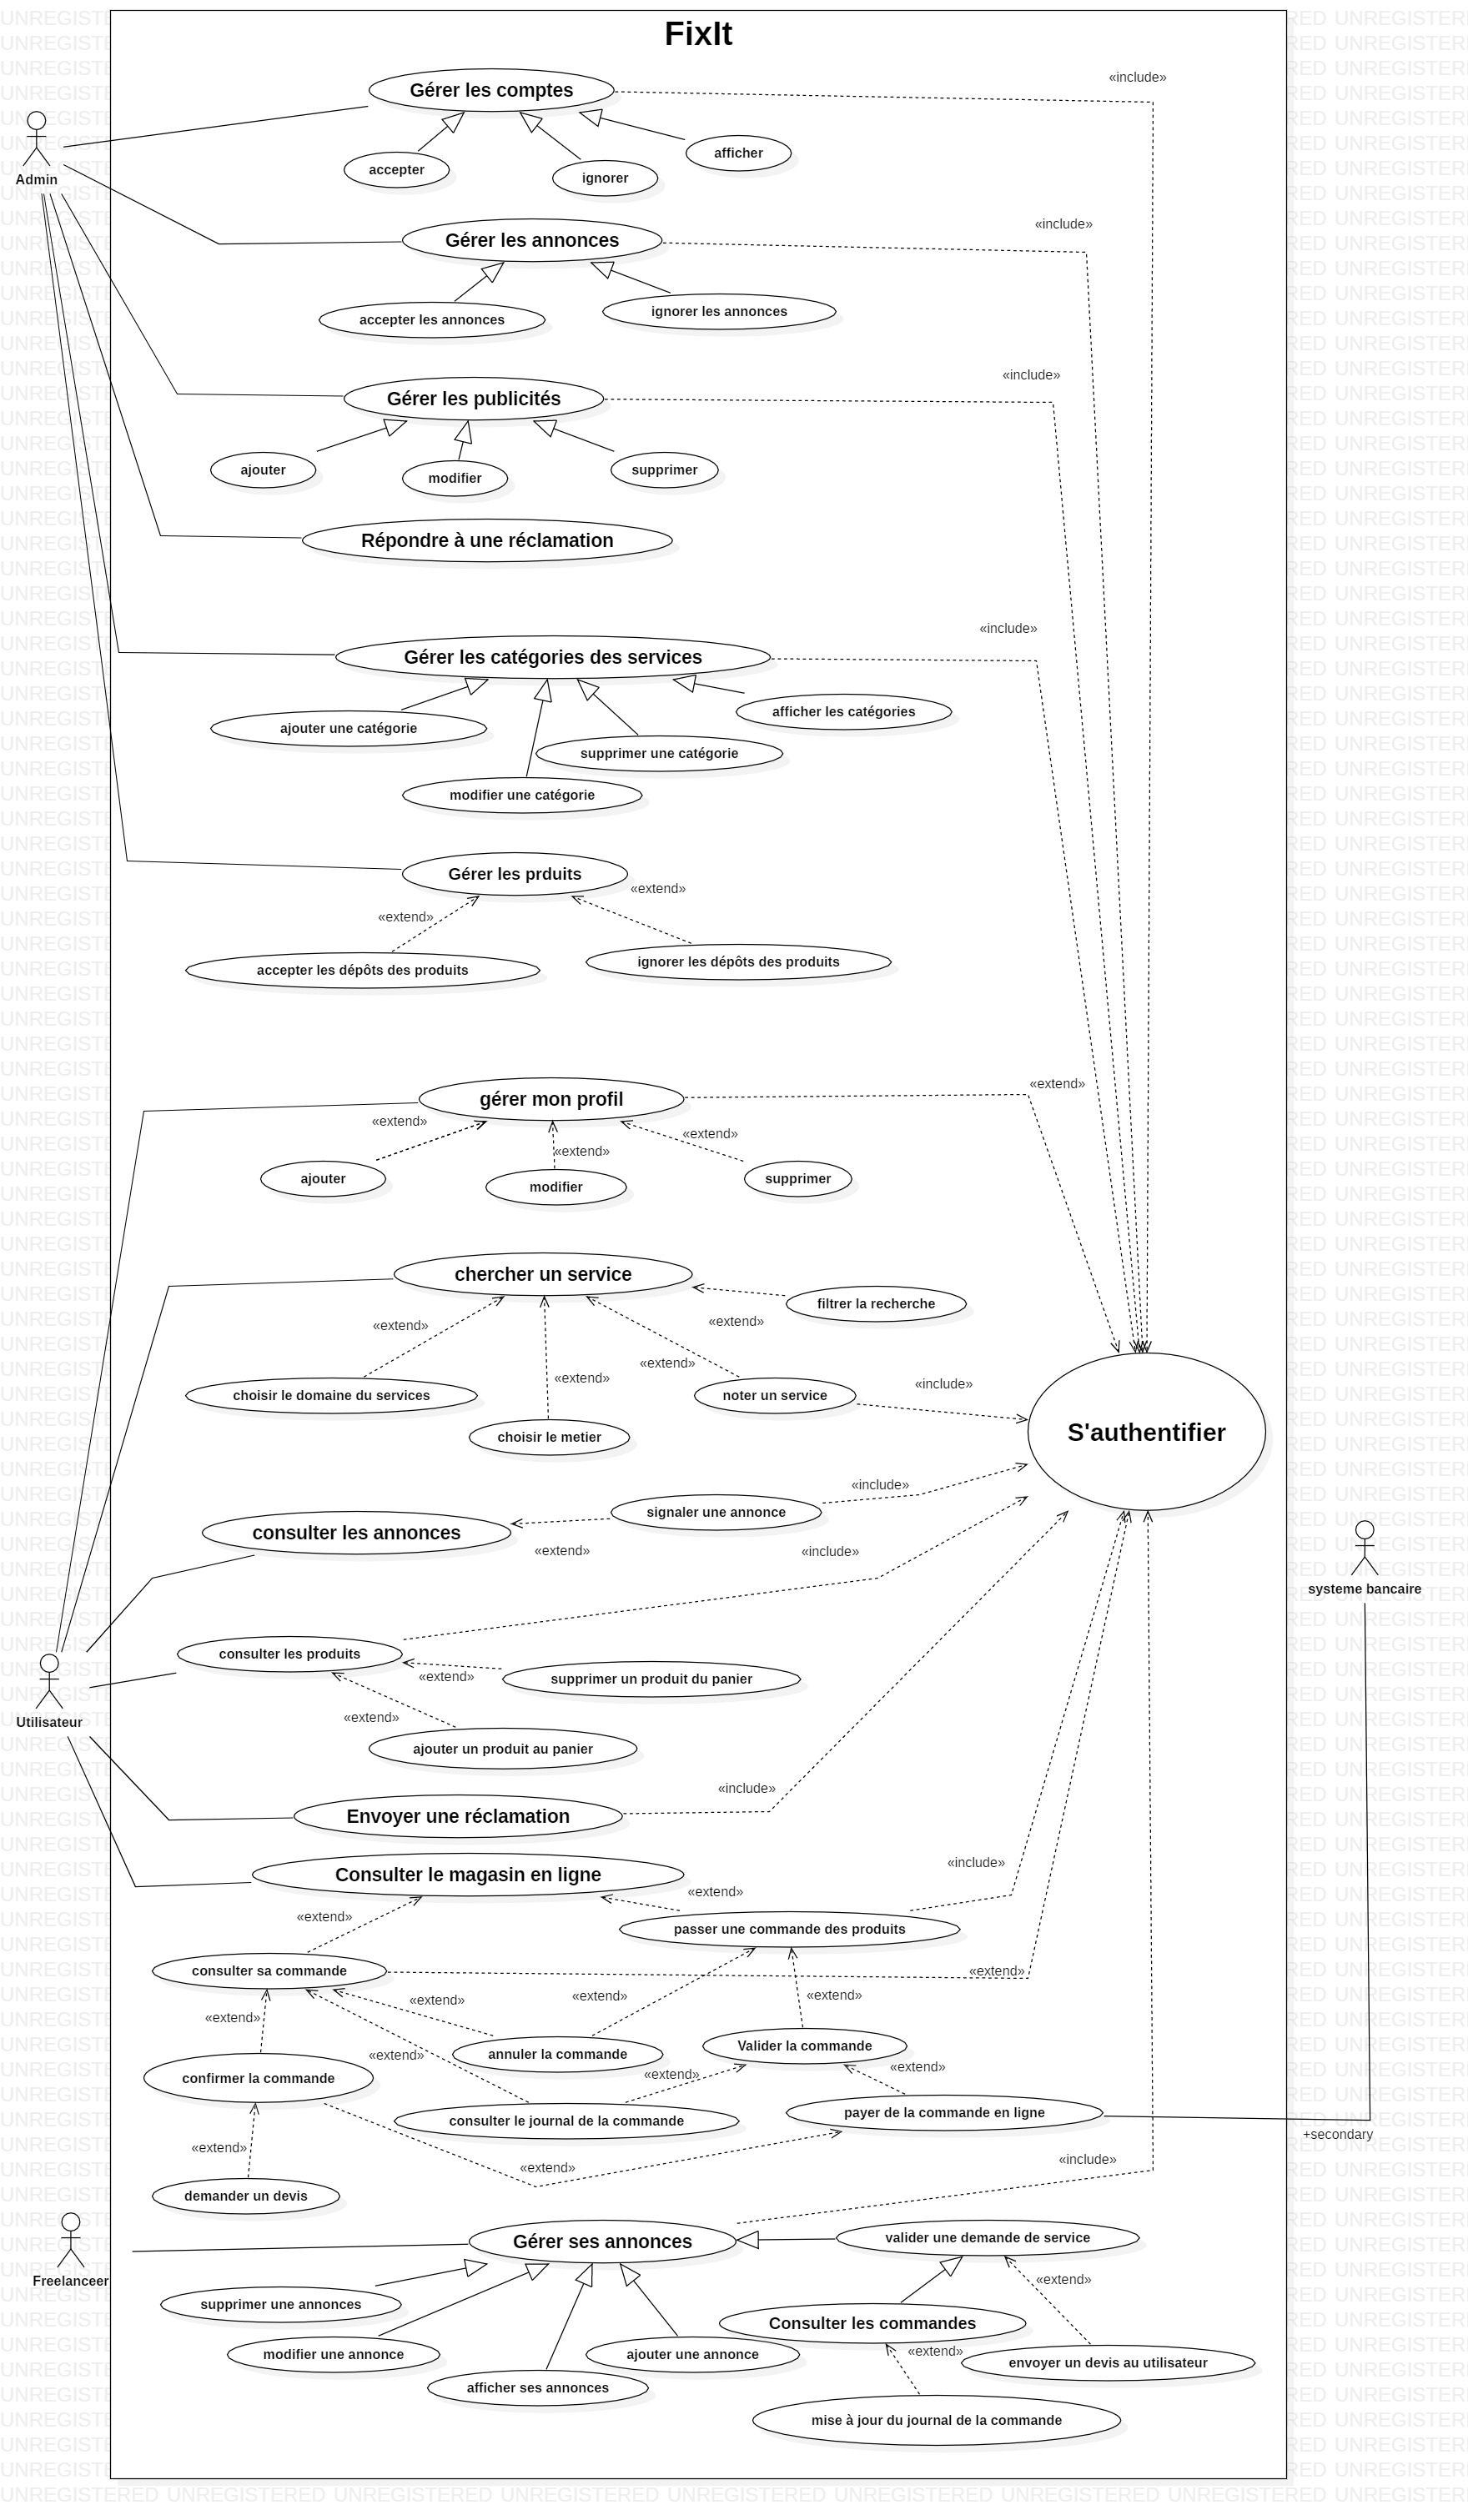 FixIt
Gérer les comptes
«include»
accepter
ignorer
afficher
Admin
Gérer les annonces
«include»
accepter les annonces
ignorer les annonces
Gérer les publicités
«include»
ajouter
modifier
supprimer
Répondre à une réclamation
Gérer les catégories des services
«include»
ajouter une catégorie
afficher les catégories
supprimer une catégorie
modifier une catégorie
Gérer les prduits
«extend»
«extend»
accepter les dépôts des produits
ignorer les dépôts des produits
gérer mon profil
«extend»
«extend»
«extend»
«extend»
ajouter
modifier
supprimer
chercher un service
filtrer la recherche
«extend»
«extend»
«extend»
«extend»
choisir le domaine du services
noter un service
«include»
choisir le metier
S'authentifier
signaler une annonce
«include»
consulter les annonces
«extend»
«include»
systeme bancaire
consulter les produits
«extend»
supprimer un produit du panier
«extend»
ajouter un produit au panier
Utilisateur
Envoyer une réclamation
«include»
Consulter le magasin en ligne
«include»
«extend»
«extend»
passer une commande des produits
consulter sa commande
«extend»
«extend»
«extend»
«extend»
«extend»
annuler la commande
Valider la commande
«extend»
«extend»
«extend»
confirmer la commande
consulter le journal de la commande
payer de la commande en ligne
+secondary
«extend»
«extend»
«include»
demander un devis
Freelanceer
Gérer ses annonces
valider une demande de service
«extend»
supprimer une annonces
Consulter les commandes
modifier une annonce
ajouter une annonce
«extend»
envoyer un devis au utilisateur
afficher ses annonces
mise à jour du journal de la commande
UNREGISTERED UNREGISTERED UNREGISTERED UNREGISTERED UNREGISTERED UNREGISTERED UNREGISTERED UNREGISTERED